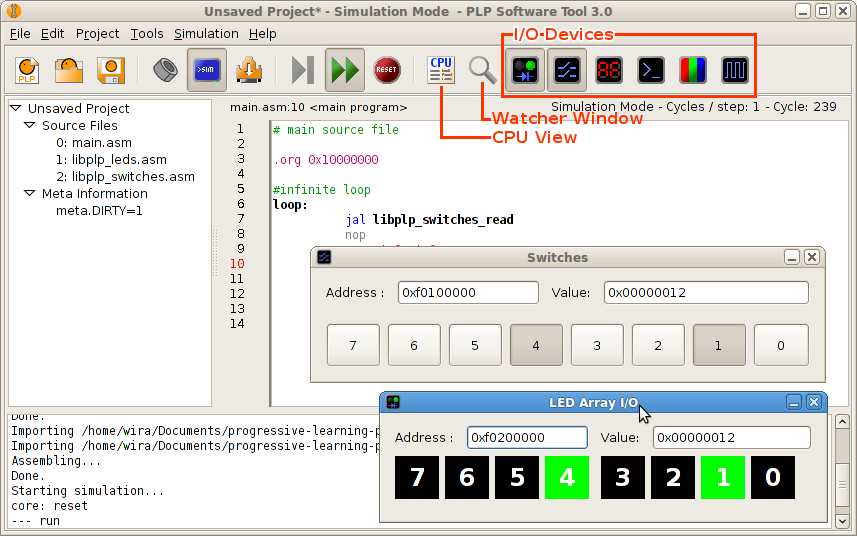 Unsaved Project* - Simulation Mode - PLP Software Tool 3.0
File Edit Project Tools Simulation Help
I/O Devices
PLP
>SIM
RESET
CPU
88
>_
Watcher Window
CPU View
Unsaved Project
Source Files
0: main.asm
1: libplp_leds.asm
2: libplp_switches.asm
Meta Information
meta.DIRTY=1
main.asm:10 <main program>
Simulation Mode - Cycles / step: 1 - Cycle: 239
1 # main source file
2
3 .org 0x10000000
4
5 #infinite loop
6 loop:
7 jal libplp_switches_read
8 nop
9
10
11
12
13
14
Switches
Address : 0xf0100000 Value: 0x00000012
7 6 5 4 3 2 1 0
LED Array I/O
Address : 0xf0200000 Value: 0x00000012
7 6 5 4 3 2 1 0
Done.
Importing /home/wira/Documents/progressive-learning-p
Importing /home/wira/Documents/progressive-learning-p
Assembling...
Done.
Starting simulation...
core: reset
--- run